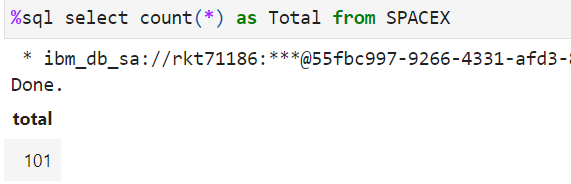 %sql select count(*) as Total from SPACEX
* ibm_db_sa://rkt71186:***@55fbc997-9266-4331-afd3-
Done.
total
101